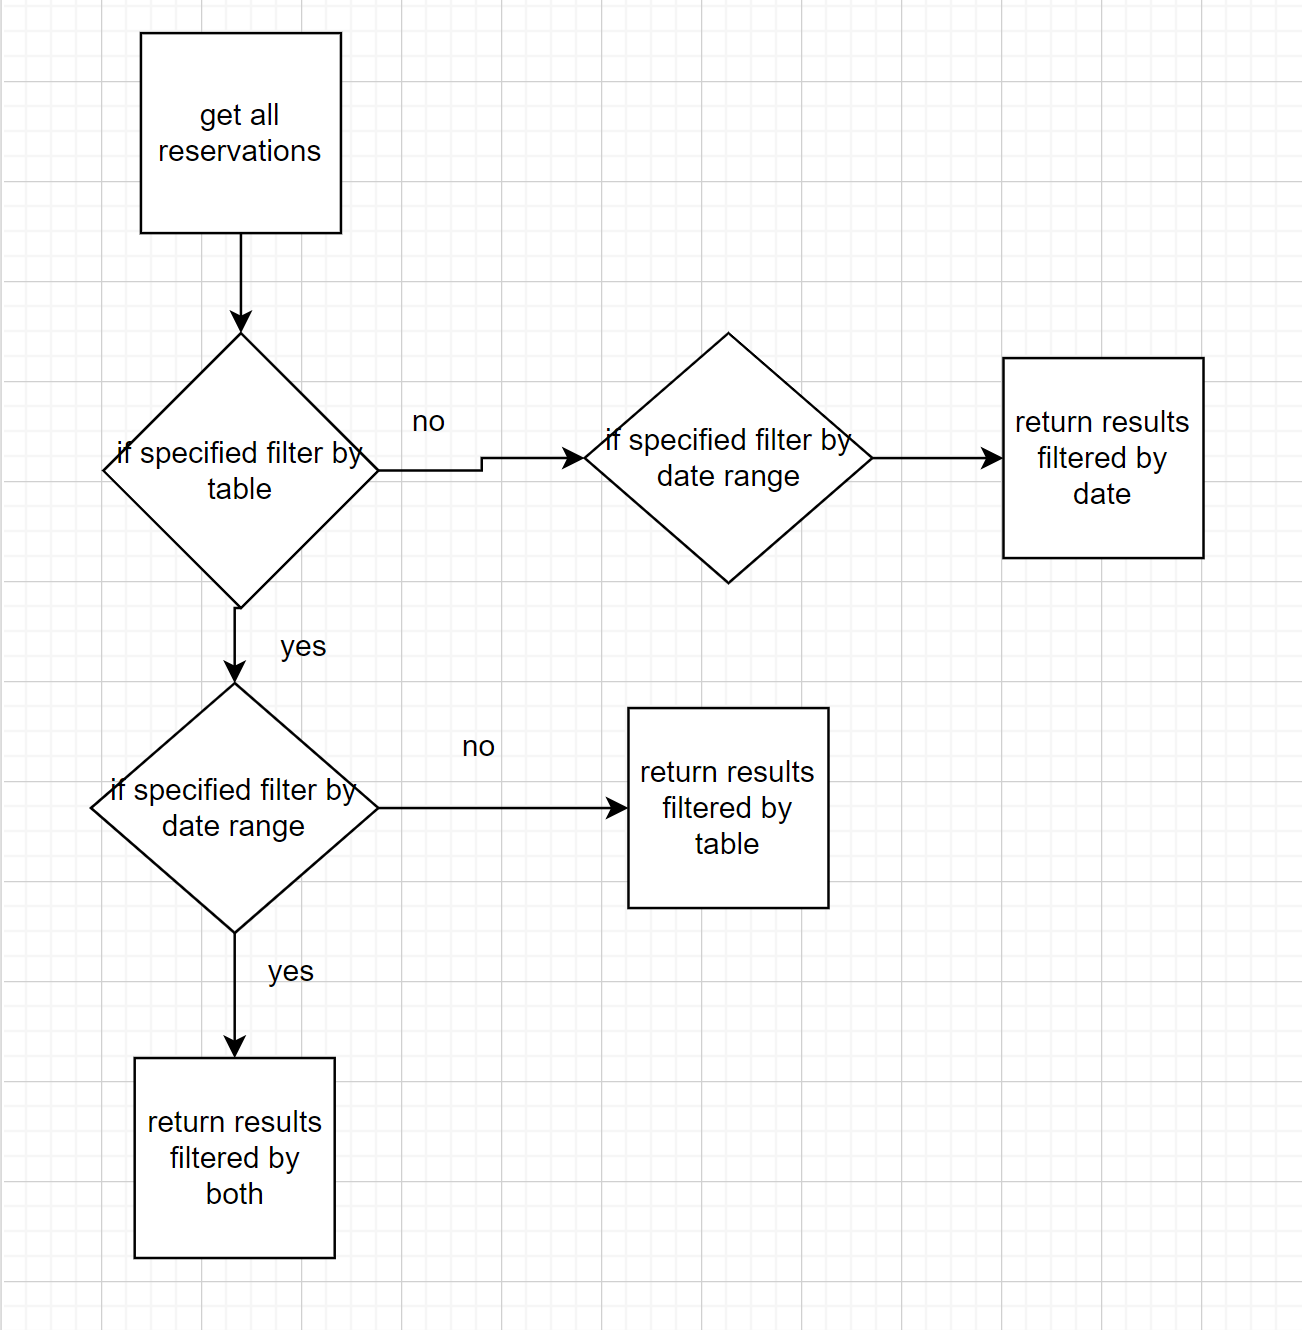 get all
reservations
if specified filter by
table
no
if specified filter by
date range
return results
filtered by
date
yes
if specified filter by
date range
no
return results
filtered by
table
yes
return results
filtered by
both